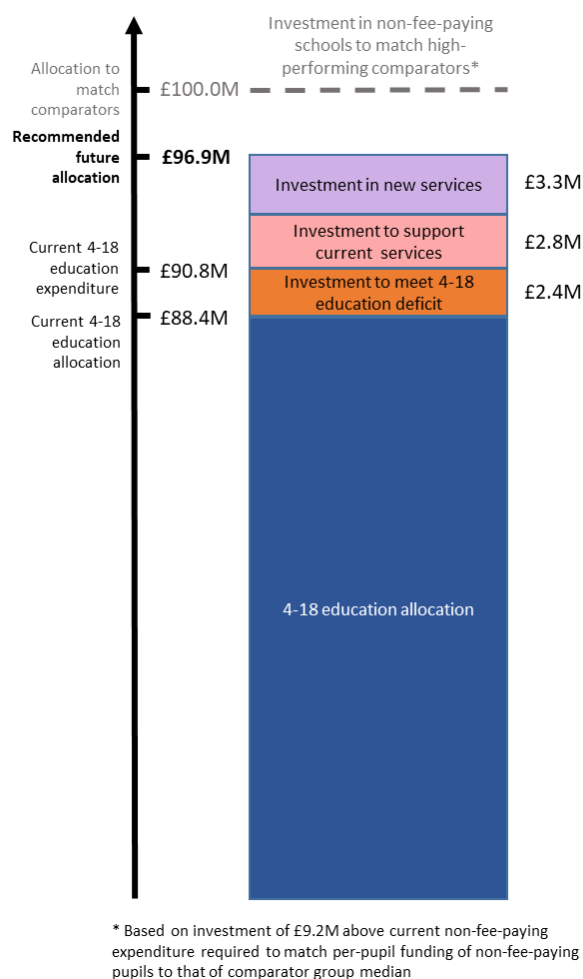 Investment in non-fee-paying
schools to match high-
performing comparators*
Allocation to
match
comparators
£100.0M
Recommended
future
allocation
£96.9M
Investment in new services
£3.3M
Investment to support
current services
£2.8M
Current 4-18
education
expenditure
£90.8M
Investment to meet 4-18
education deficit
£2.4M
Current 4-18
education
allocation
£88.4M
4-18 education allocation
* Based on investment of £9.2M above current non-fee-paying
expenditure required to match per-pupil funding of non-fee-paying
pupils to that of comparator group median